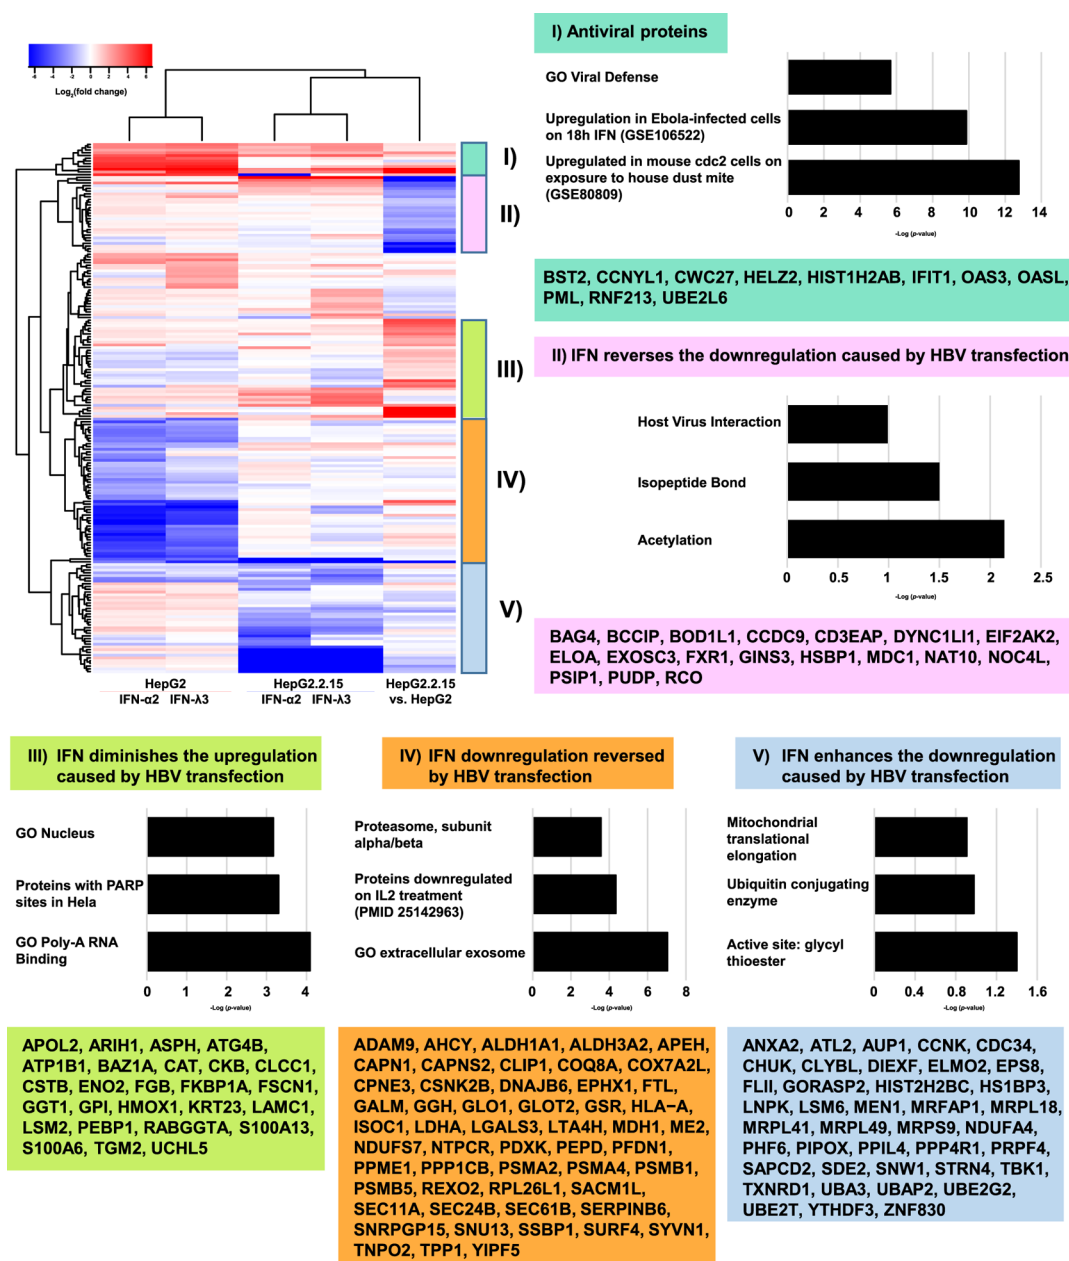 -6 -4 -2 0 2 4 6
Log2(fold change)
I)
II)
III)
IV)
V)
HepG2
IFN-α2 IFN-λ3
HepG2.2.15
IFN-α2 IFN-λ3
HepG2.2.15
vs. HepG2
I) Antiviral proteins
GO Viral Defense
Upregulation in Ebola-infected cells
on 18h IFN (GSE106522)
Upregulated in mouse cdc2 cells on
exposure to house dust mite
(GSE80809)
0 2 4 6 8 10 12 14
-Log (p-value)
BST2, CCNYL1, CWC27, HELZ2, HIST1H2AB, IFIT1, OAS3, OASL,
PML, RNF213, UBE2L6
II) IFN reverses the downregulation caused by HBV transfection
Host Virus Interaction
Isopeptide Bond
Acetylation
0 0.5 1 1.5 2 2.5
-Log (p-value)
BAG4, BCCIP, BOD1L1, CCDC9, CD3EAP, DYNC1LI1, EIF2AK2,
ELOA, EXOSC3, FXR1, GINS3, HSBP1, MDC1, NAT10, NOC4L,
PSIP1, PUDP, RCO
III) IFN diminishes the upregulation
caused by HBV transfection
GO Nucleus
Proteins with PARP
sites in Hela
GO Poly-A RNA
Binding
0 1 2 3 4
-Log (p-value)
APOL2, ARIH1, ASPH, ATG4B,
ATP1B1, BAZ1A, CAT, CKB, CLCC1,
CSTB, ENO2, FGB, FKBP1A, FSCN1,
GGT1, GPI, HMOX1, KRT23, LAMC1,
LSM2, PEBP1, RABGGTA, S100A13,
S100A6, TGM2, UCHL5
IV) IFN downregulation reversed
by HBV transfection
Proteasome, subunit
alpha/beta
Proteins downregulated
on IL2 treatment
(PMID 25142963)
GO extracellular exosome
0 2 4 6 8
-Log (p-value)
ADAM9, AHCY, ALDH1A1, ALDH3A2, APEH,
CAPN1, CAPNS2, CLIP1, COQ8A, COX7A2L,
CPNE3, CSNK2B, DNAJB6, EPHX1, FTL,
GALM, GGH, GLO1, GLOT2, GSR, HLA−A,
ISOC1, LDHA, LGALS3, LTA4H, MDH1, ME2,
NDUFS7, NTPCR, PDXK, PEPD, PFDN1,
PPME1, PPP1CB, PSMA2, PSMA4, PSMB1,
PSMB5, REXO2, RPL26L1, SACM1L,
SEC11A, SEC24B, SEC61B, SERPINB6,
SNRPGP15, SNU13, SSBP1, SURF4, SYVN1,
TNPO2, TPP1, YIPF5
V) IFN enhances the downregulation
caused by HBV transfection
Mitochondrial
translational
elongation
Ubiquitin conjugating
enzyme
Active site: glycyl
thioester
0 0.4 0.8 1.2 1.6
-Log (p-value)
ANXA2, ATL2, AUP1, CCNK, CDC34,
CHUK, CLYBL, DIEXF, ELMO2, EPS8,
FLII, GORASP2, HIST2H2BC, HS1BP3,
LNPK, LSM6, MEN1, MRFAP1, MRPL18,
MRPL41, MRPL49, MRPS9, NDUFA4,
PHF6, PIPOX, PPIL4, PPP4R1, PRPF4,
SAPCD2, SDE2, SNW1, STRN4, TBK1,
TXNRD1, UBA3, UBAP2, UBE2G2,
UBE2T, YTHDF3, ZNF830